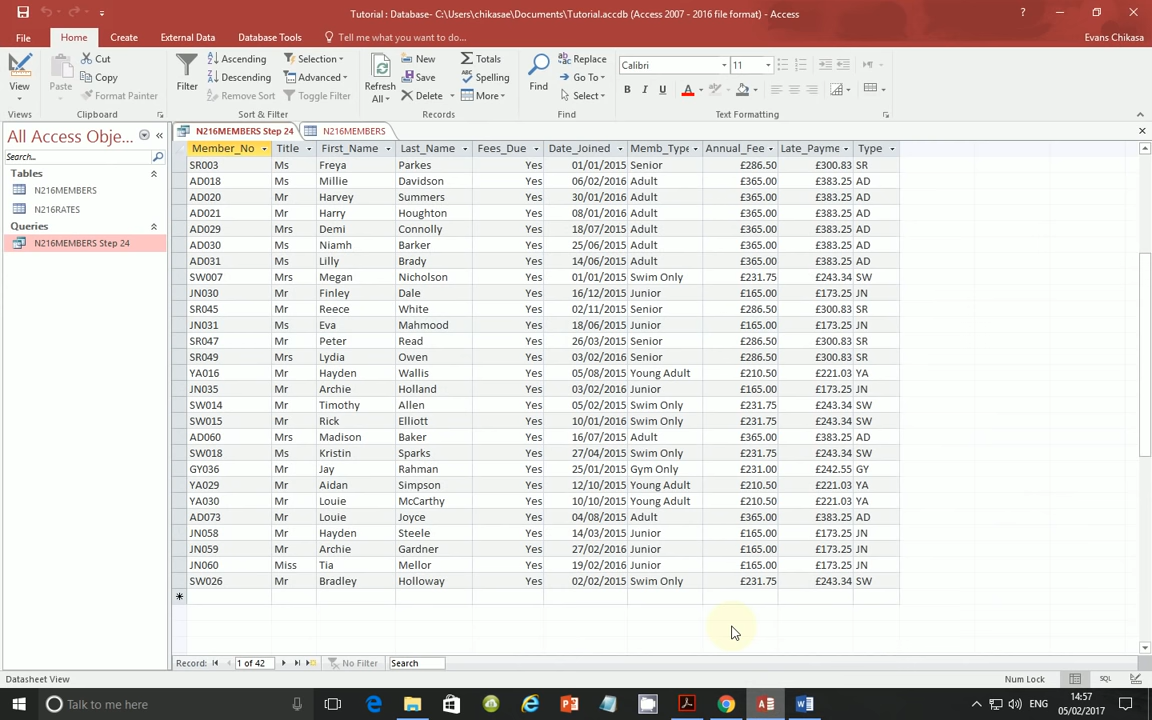 Tutorial : Database- C:\Users\chikasae\Documents\Tutorial.accdb (Access 2007 - 2016 file format) - Access ?
File Home Create External Data Database Tools Tell me what you want to do... Evans Chikasa
View
Paste
Cut
Copy
Format Painter
Filter
Ascending
Descending
Remove Sort
Selection
Advanced
Toggle Filter
Refresh All
New
Save
Delete
Totals
Spelling
More
Find
Replace
Go To
Select
Calibri 11
B I U A
Views Clipboard Sort & Filter Records Find Text Formatting
All Access Obje...
Search...
Tables
N216MEMBERS
N216RATES
Queries
N216MEMBERS Step 24
N216MEMBERS Step 24 N216MEMBERS
Member_No Title First_Name Last_Name Fees_Due Date_Joined Memb_Type Annual_Fee Late_Payme Type
SR003 Ms Freya Parkes Yes 01/01/2015 Senior £286.50 £300.83 SR
AD018 Ms Millie Davidson Yes 06/02/2016 Adult £365.00 £383.25 AD
AD020 Mr Harvey Summers Yes 30/01/2016 Adult £365.00 £383.25 AD
AD021 Mr Harry Houghton Yes 08/01/2016 Adult £365.00 £383.25 AD
AD029 Mrs Demi Connolly Yes 18/07/2015 Adult £365.00 £383.25 AD
AD030 Ms Niamh Barker Yes 25/06/2015 Adult £365.00 £383.25 AD
AD031 Ms Lilly Brady Yes 14/06/2015 Adult £365.00 £383.25 AD
SW007 Mrs Megan Nicholson Yes 01/01/2015 Swim Only £231.75 £243.34 SW
JN030 Mr Finley Dale Yes 16/12/2015 Junior £165.00 £173.25 JN
SR045 Mr Reece White Yes 02/11/2015 Senior £286.50 £300.83 SR
JN031 Ms Eva Mahmood Yes 18/06/2015 Junior £165.00 £173.25 JN
SR047 Mr Peter Read Yes 26/03/2015 Senior £286.50 £300.83 SR
SR049 Mrs Lydia Owen Yes 03/02/2016 Senior £286.50 £300.83 SR
YA016 Mr Hayden Wallis Yes 05/08/2015 Young Adult £210.50 £221.03 YA
JN035 Mr Archie Holland Yes 03/02/2016 Junior £165.00 £173.25 JN
SW014 Mr Timothy Allen Yes 05/02/2015 Swim Only £231.75 £243.34 SW
SW015 Mr Rick Elliott Yes 10/01/2016 Swim Only £231.75 £243.34 SW
AD060 Mrs Madison Baker Yes 16/07/2015 Adult £365.00 £383.25 AD
SW018 Ms Kristin Sparks Yes 27/04/2015 Swim Only £231.75 £243.34 SW
GY036 Mr Jay Rahman Yes 25/01/2015 Gym Only £231.00 £242.55 GY
YA029 Mr Aidan Simpson Yes 12/10/2015 Young Adult £210.50 £221.03 YA
YA030 Mr Louie McCarthy Yes 10/10/2015 Young Adult £210.50 £221.03 YA
AD073 Mr Louie Joyce Yes 04/08/2015 Adult £365.00 £383.25 AD
JN058 Mr Hayden Steele Yes 14/03/2015 Junior £165.00 £173.25 JN
JN059 Mr Archie Gardner Yes 27/02/2016 Junior £165.00 £173.25 JN
JN060 Miss Tia Mellor Yes 19/02/2016 Junior £165.00 £173.25 JN
SW026 Mr Bradley Holloway Yes 02/02/2015 Swim Only £231.75 £243.34 SW
Record: 1 of 42 No Filter Search
Datasheet View Num Lock SQL
Talk to me ENG 14:57
05/02/2017